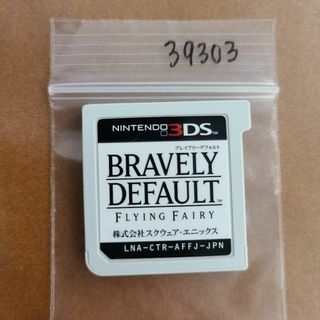 39303
NINTENDO 3DS
ブレイブリーデフォルト
BRAVELY
DEFAULT™
FLYING FAIRY
株式会社スクウェア・エニックス
LNA-CTR-AFFJ-JPN